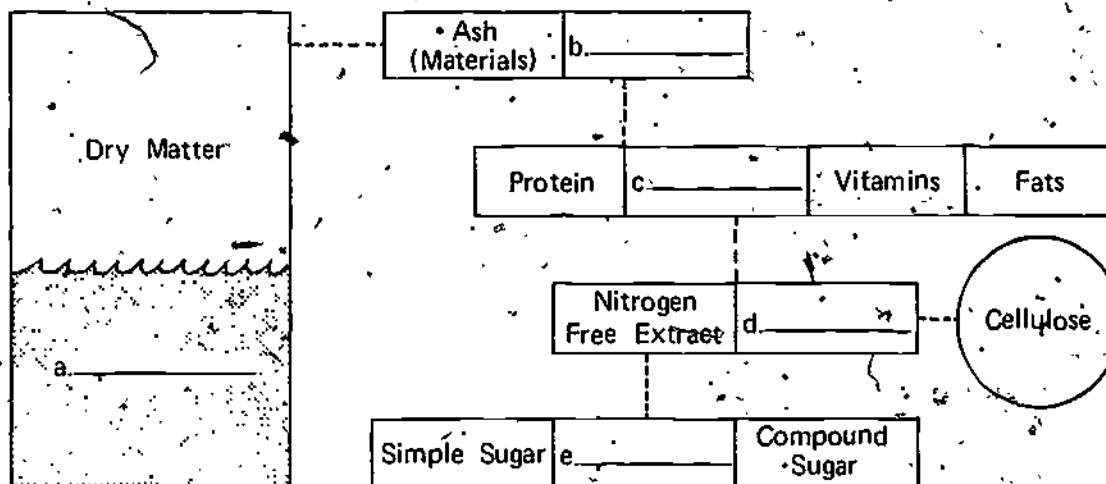 Ash
(Materials)
b.
Dry Matter
Protein
c.
Vitamins
Fats
Nitrogen
Free Extract
d.
Cellulose
a.
Simple Sugar
e.
Compound
Sugar